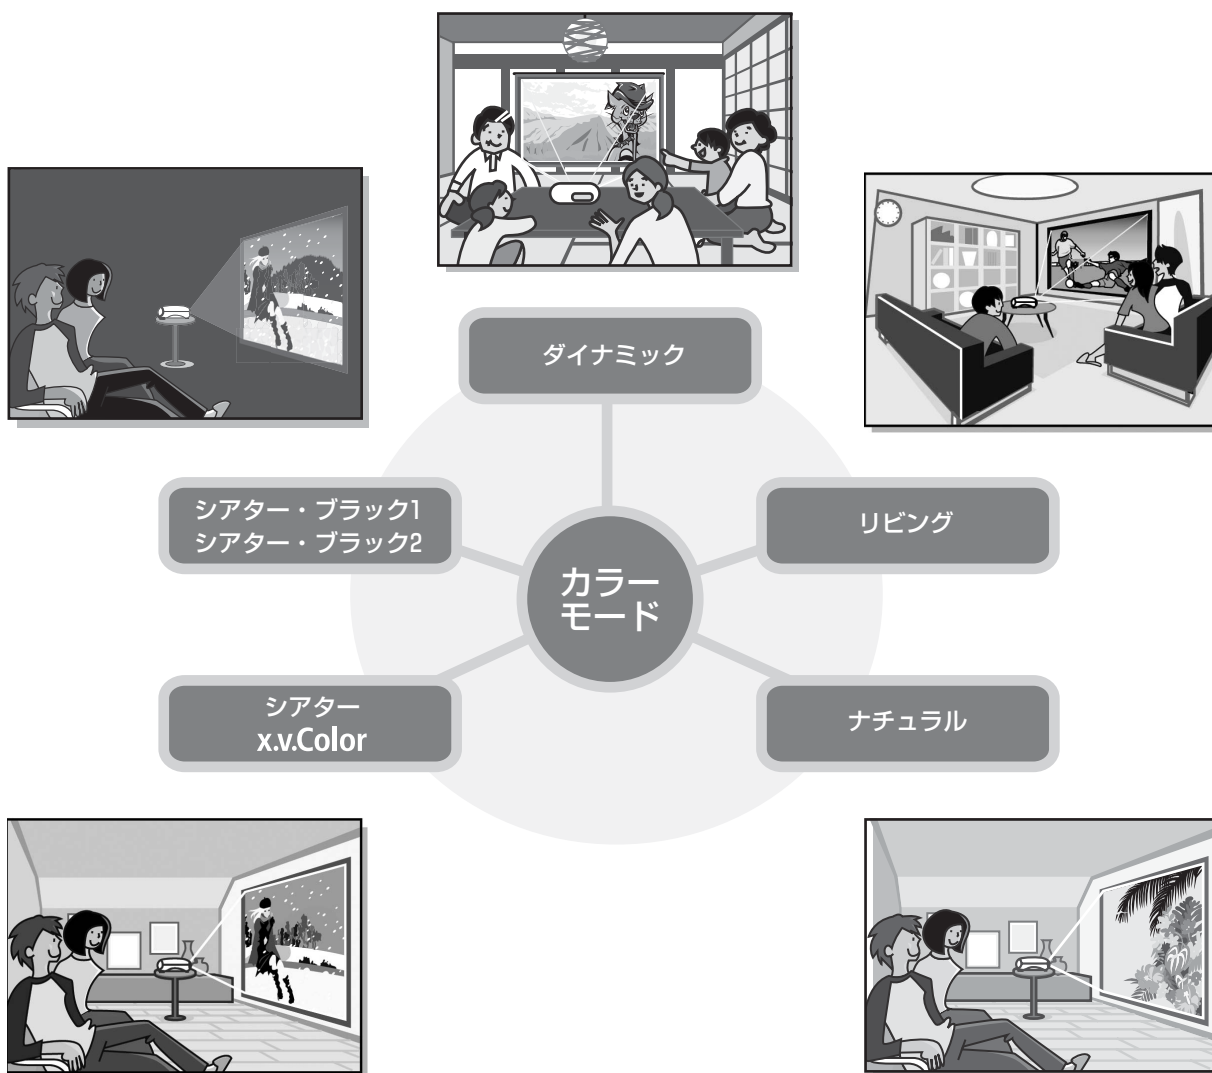 ダイナミック
シアター・ブラック1
シアター・ブラック2
リビング
カラー
モード
シアター
x.v.Color
ナチュラル